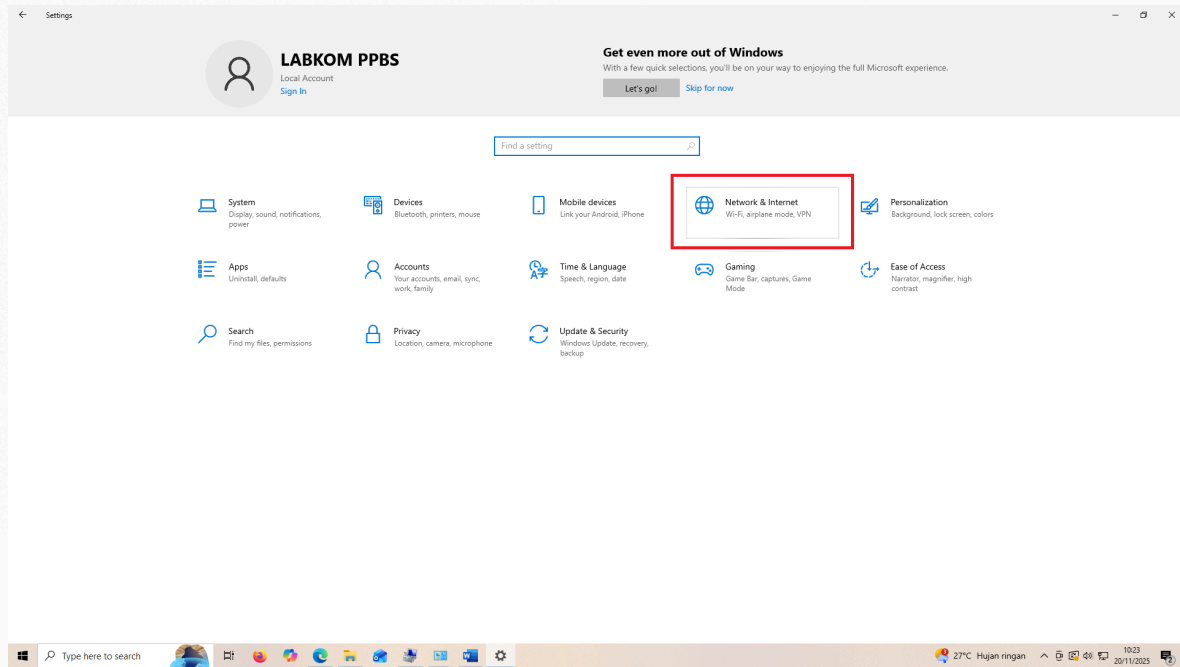 Settings
LABKOM PPBS
Local Account
Sign In
Get even more out of Windows
With a few quick selections, you'll be on your way to enjoying the full Microsoft experience.
Let's go!
Skip for now
Find a setting
System
Display, sound, notifications,
power
Devices
Bluetooth, printers, mouse
Mobile devices
Link your Android, iPhone
Network & Internet
Wi-Fi, airplane mode, VPN
Personalization
Background, lock screen, colors
Apps
Uninstall, defaults
Accounts
Your accounts, email, sync,
work, family
Time & Language
Speech, region, date
Gaming
Game Bar, captures, Game
Mode
Ease of Access
Narrator, magnifier, high
contrast
Search
Find my files, permissions
Privacy
Location, camera, microphone
Update & Security
Windows Update, recovery,
backup
Type here to search
27°C Hujan ringan
10:23
20/11/2025
2